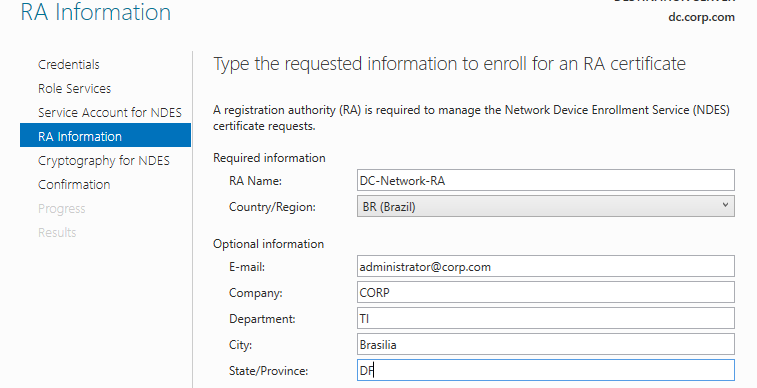 RA Information
DESTINATION SERVER
dc.corp.com
Credentials
Role Services
Service Account for NDES
RA Information
Cryptography for NDES
Confirmation
Progress
Results
Type the requested information to enroll for an RA certificate
A registration authority (RA) is required to manage the Network Device Enrollment Service (NDES)
certificate requests.
Required information
RA Name: DC-Network-RA
Country/Region: BR (Brazil)
Optional information
E-mail: administrator@corp.com
Company: CORP
Department: TI
City: Brasilia
State/Province: DF